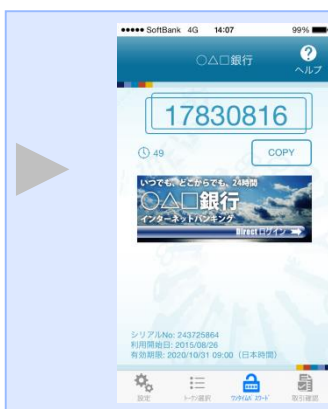 ●●●●● SoftBank 4G 14:07 99%
○△□銀行
?
ヘルプ
17830816
49
COPY
いつでも、どこからでも、24時間
○△□銀行
インターネットバンキング
Direct ログイン
シリアルNo: 243725864
利用開始日: 2015/08/26
有効期限: 2020/10/31 09:00（日本時間）
設定
トークン選択
ワンタイムパスワード
取引確認